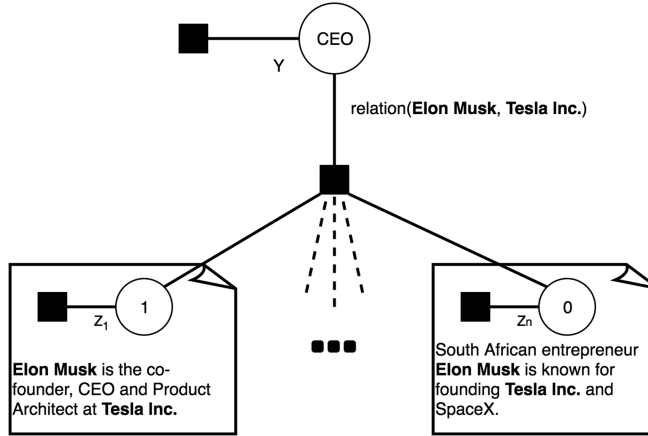 CEO
Y
relation(Elon Musk, Tesla Inc.)
1
Z1
Elon Musk is the co-
founder, CEO and Product
Architect at Tesla Inc.
0
Zn
South African entrepreneur
Elon Musk is known for
founding Tesla Inc. and
SpaceX.